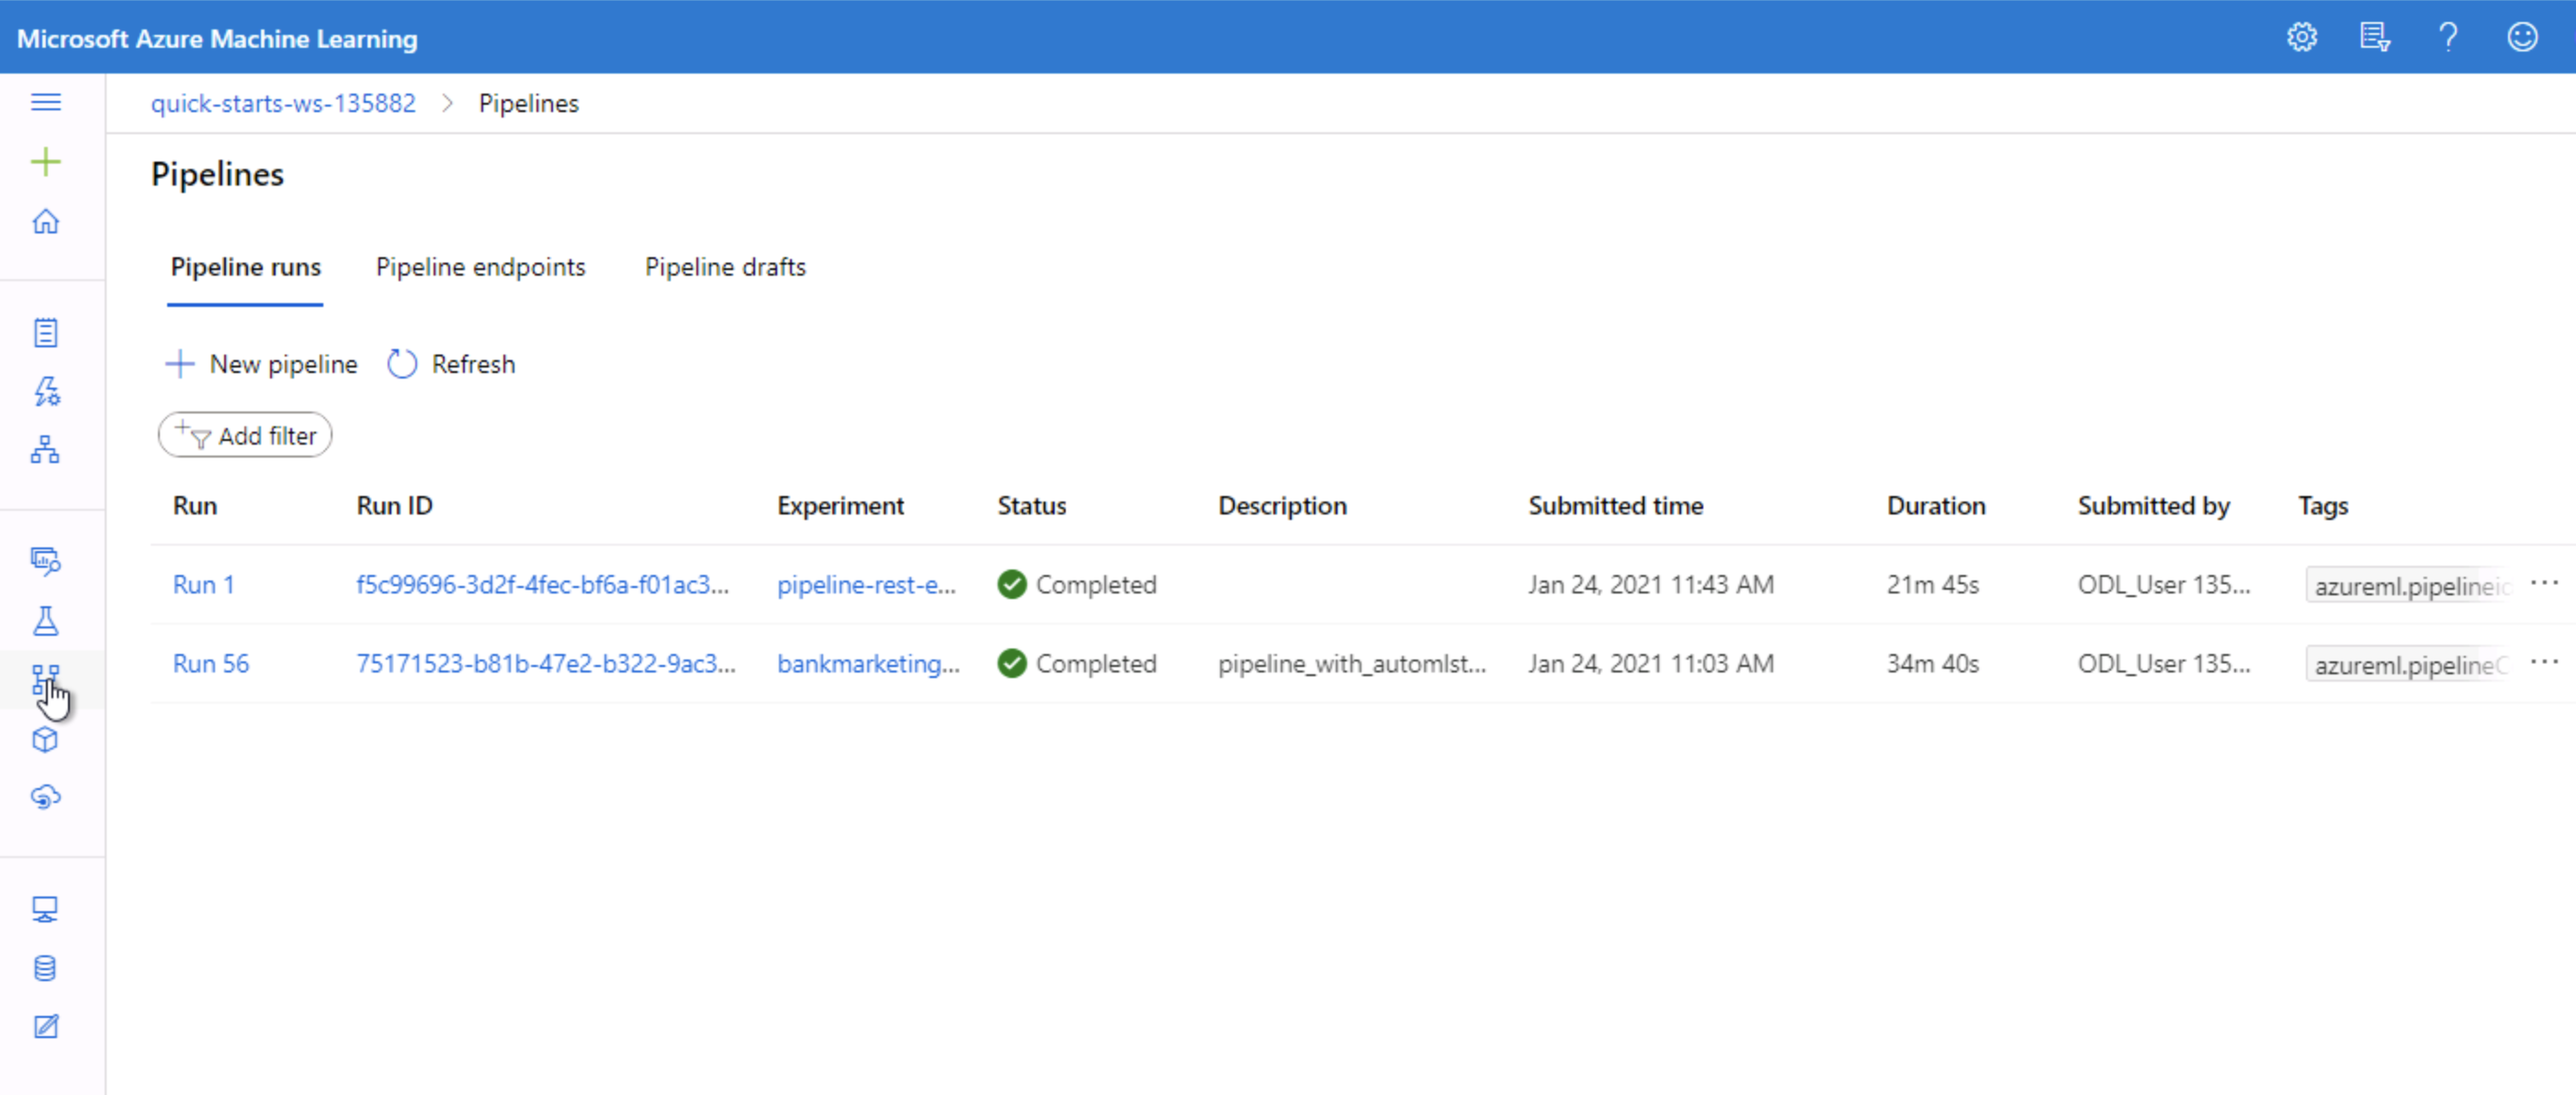 Microsoft Azure Machine Learning
quick-starts-ws-135882 > Pipelines
Pipelines
Pipeline runs Pipeline endpoints Pipeline drafts
New pipeline Refresh
Add filter
Run Run ID Experiment Status Description Submitted time Duration Submitted by Tags
Run 1 f5c99696-3d2f-4fec-bf6a-f01ac3... pipeline-rest-e... Completed Jan 24, 2021 11:43 AM 21m 45s ODL_User 135... azureml.pipelineid ...
Run 56 75171523-b81b-47e2-b322-9ac3... bankmarketing... Completed pipeline_with_automlst... Jan 24, 2021 11:03 AM 34m 40s ODL_User 135... azureml.pipelineC ...